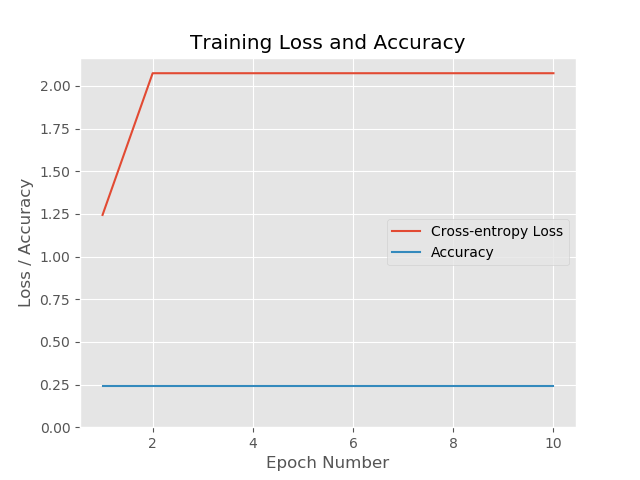 Training Loss and Accuracy
Loss / Accuracy
2.00
1.75
1.50
1.25
1.00
0.75
0.50
0.25
0.00
Cross-entropy Loss
Accuracy
2 4 6 8 10
Epoch Number